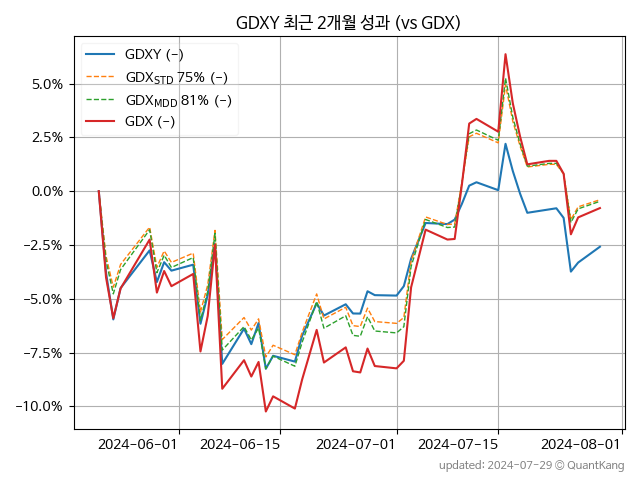 GDXY 최근 2개월 성과 (vs GDX)
GDXY (-)
GDX_STD 75% (-)
GDX_MDD 81% (-)
GDX (-)
5.0%
2.5%
0.0%
−2.5%
−5.0%
−7.5%
−10.0%
2024-06-01 2024-06-15 2024-07-01 2024-07-15 2024-08-01
updated: 2024-07-29 © QuantKang